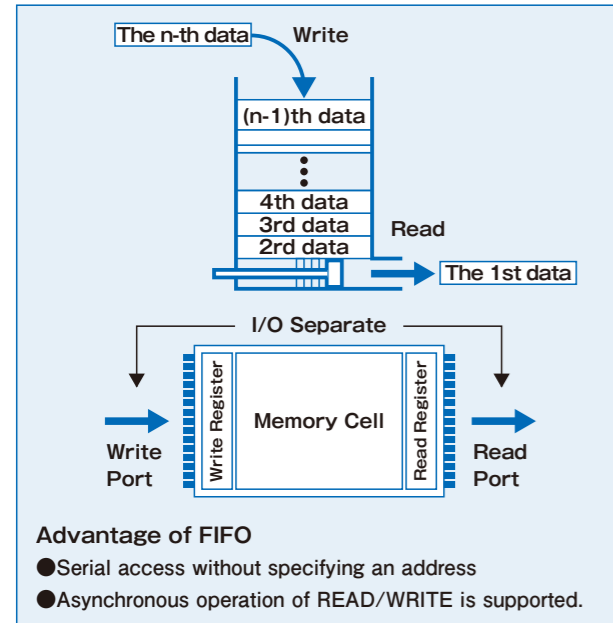 The n-th data
Write
(n-1)th data
4th data
3rd data
2rd data
Read
The 1st data
I/O Separate
Write Register
Memory Cell
Read Register
Write
Port
Read
Port
Advantage of FIFO
●Serial access without specifying an address
●Asynchronous operation of READ/WRITE is supported.